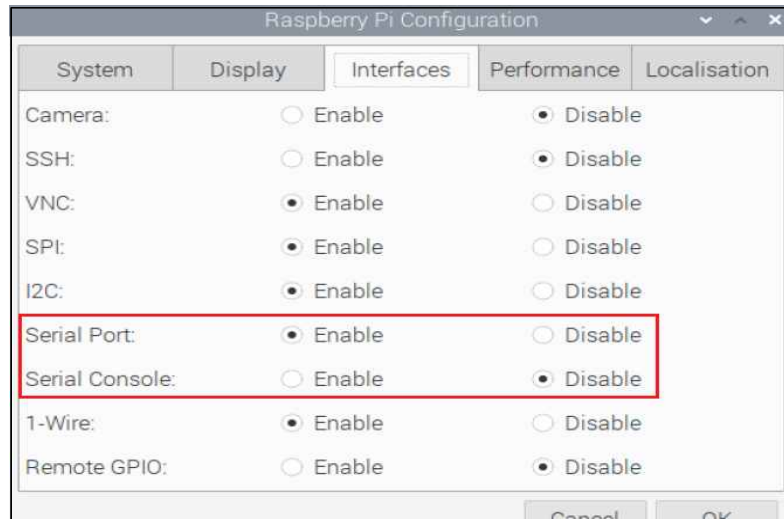 Raspberry Pi Configuration
System Display Interfaces Performance Localisation
Camera: Enable Disable
SSH: Enable Disable
VNC: Enable Disable
SPI: Enable Disable
I2C: Enable Disable
Serial Port: Enable Disable
Serial Console: Enable Disable
1-Wire: Enable Disable
Remote GPIO: Enable Disable
Cancel OK